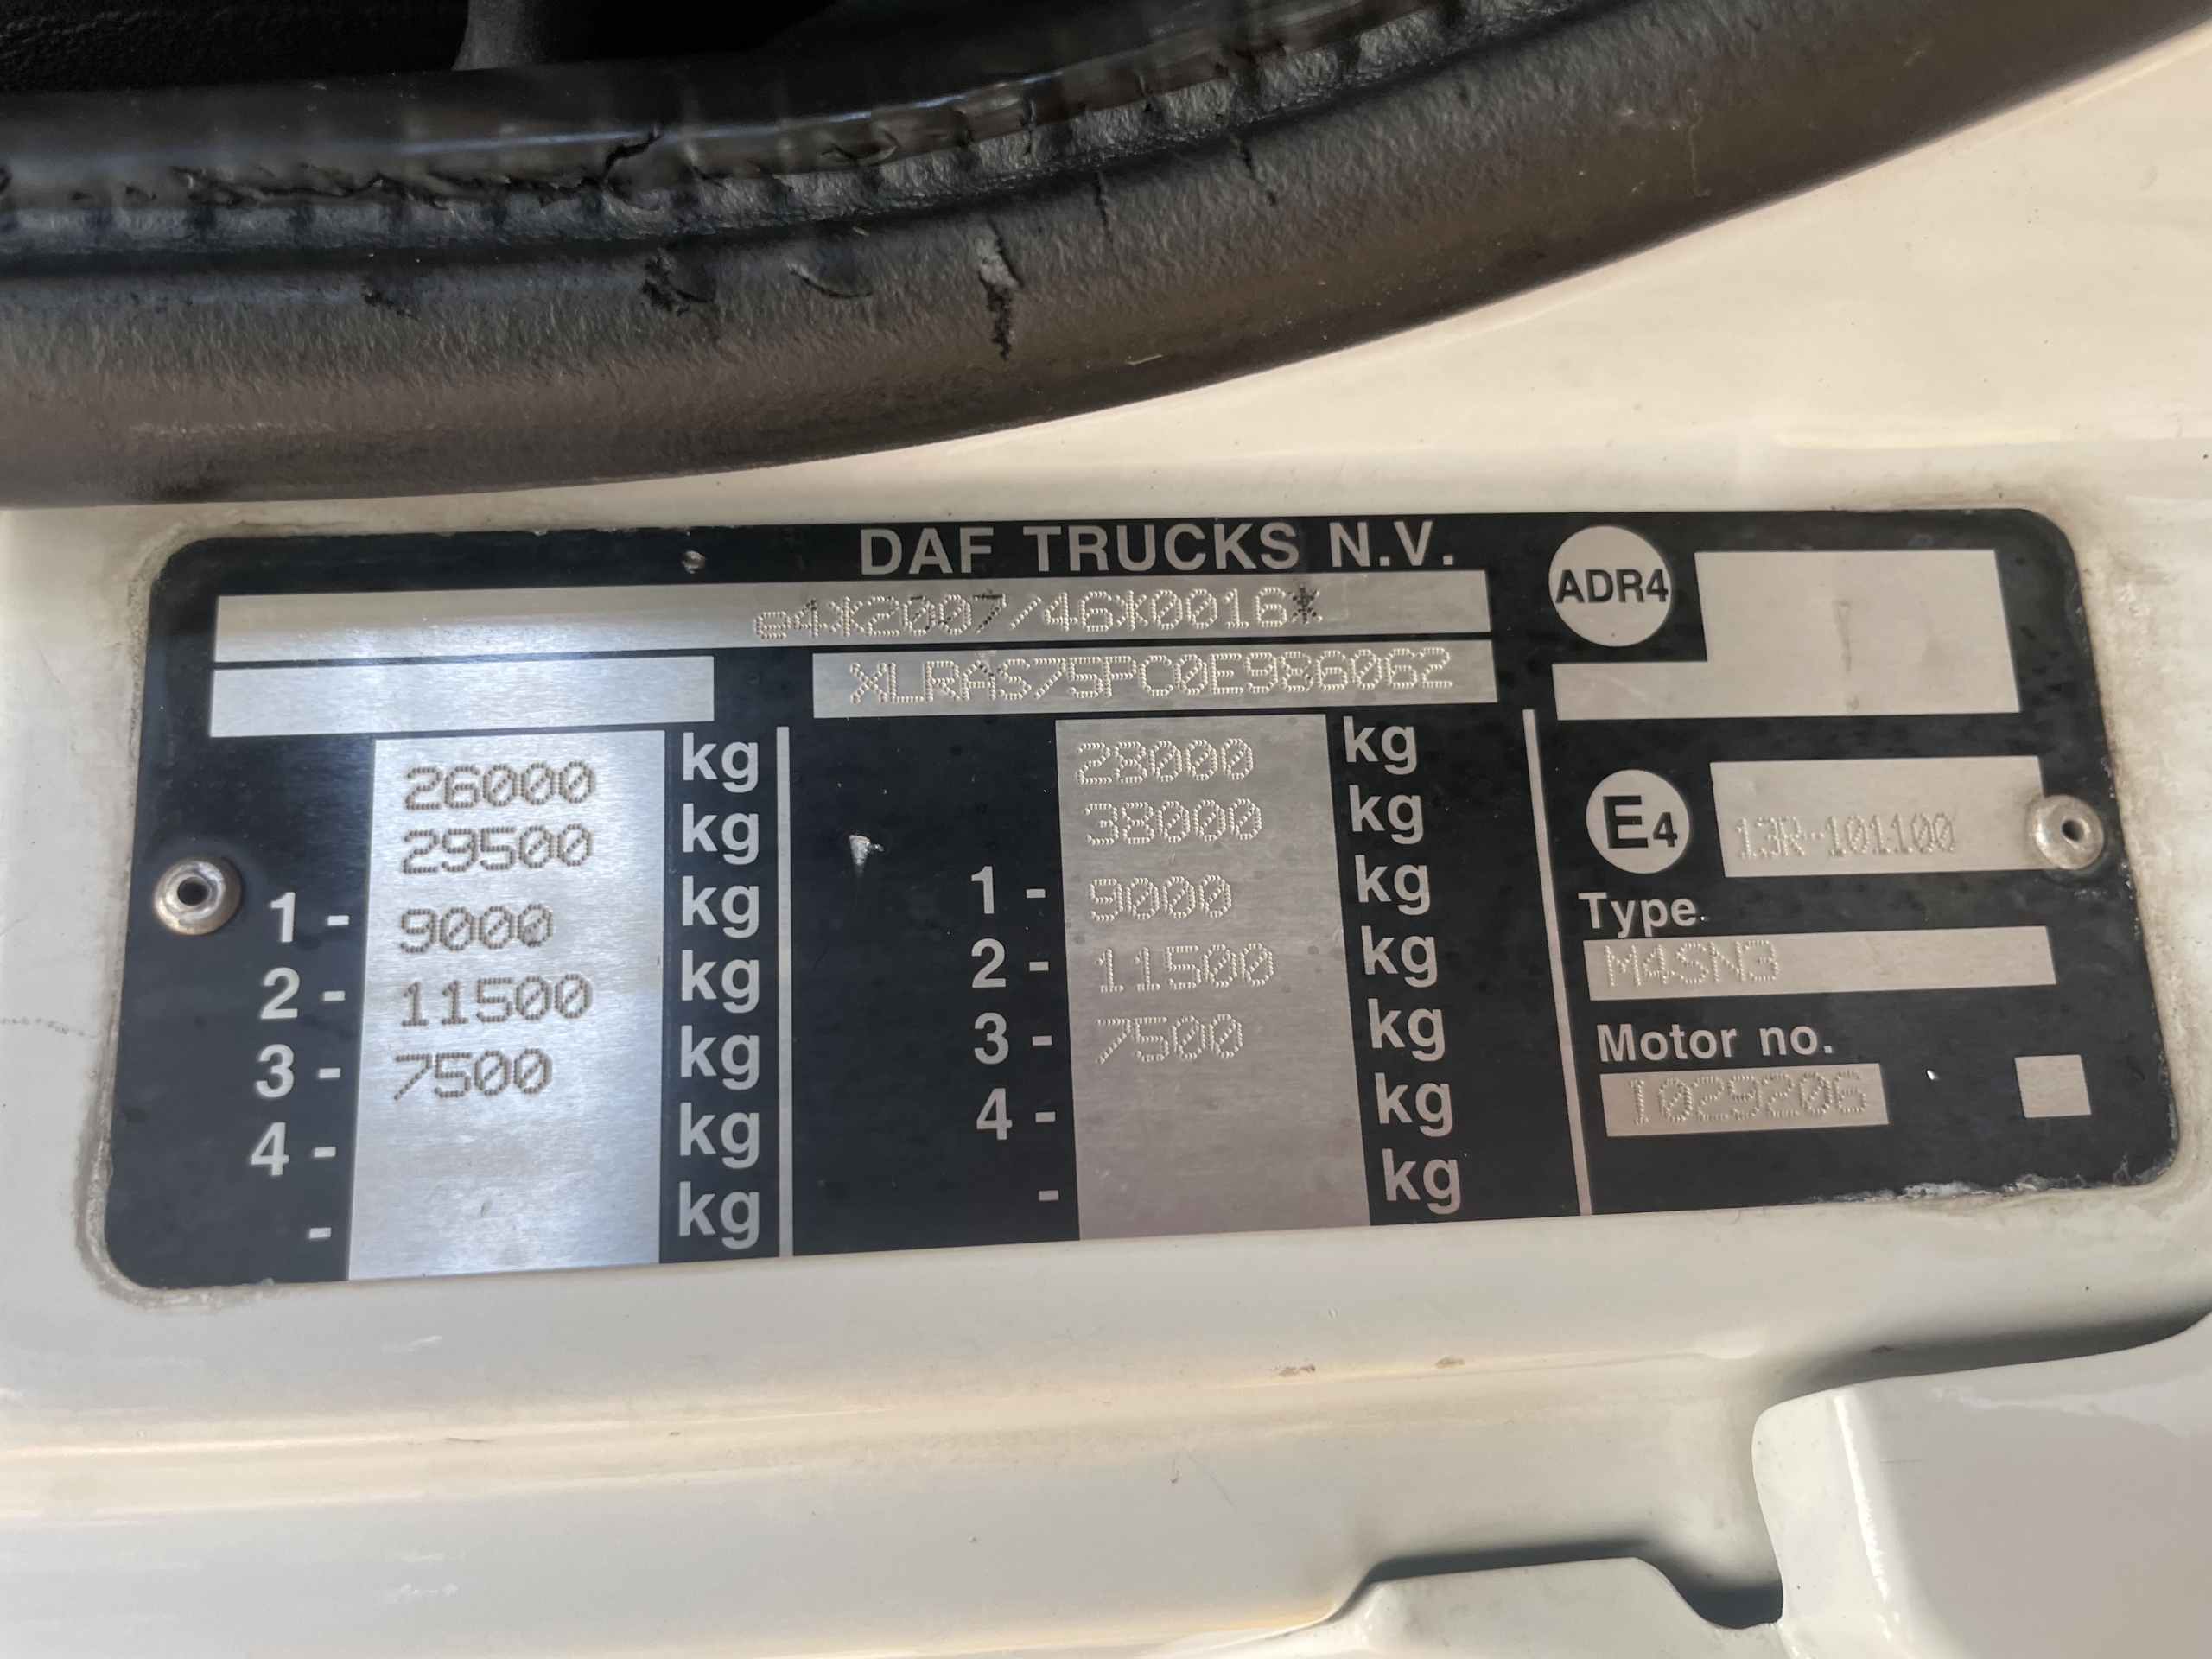 DAF TRUCKS N.V.
e4*2007/46*0016*
XLRAS75PC0E986062
ADR4
26000 kg
29500 kg
1 - 9000 kg
2 - 11500 kg
3 - 7500 kg
4 - kg
- kg
28000 kg
38000 kg
1 - 9000 kg
2 - 11500 kg
3 - 7500 kg
4 - kg
- kg
E4 13R-101100
Type.
M4SN3
Motor no.
1029206